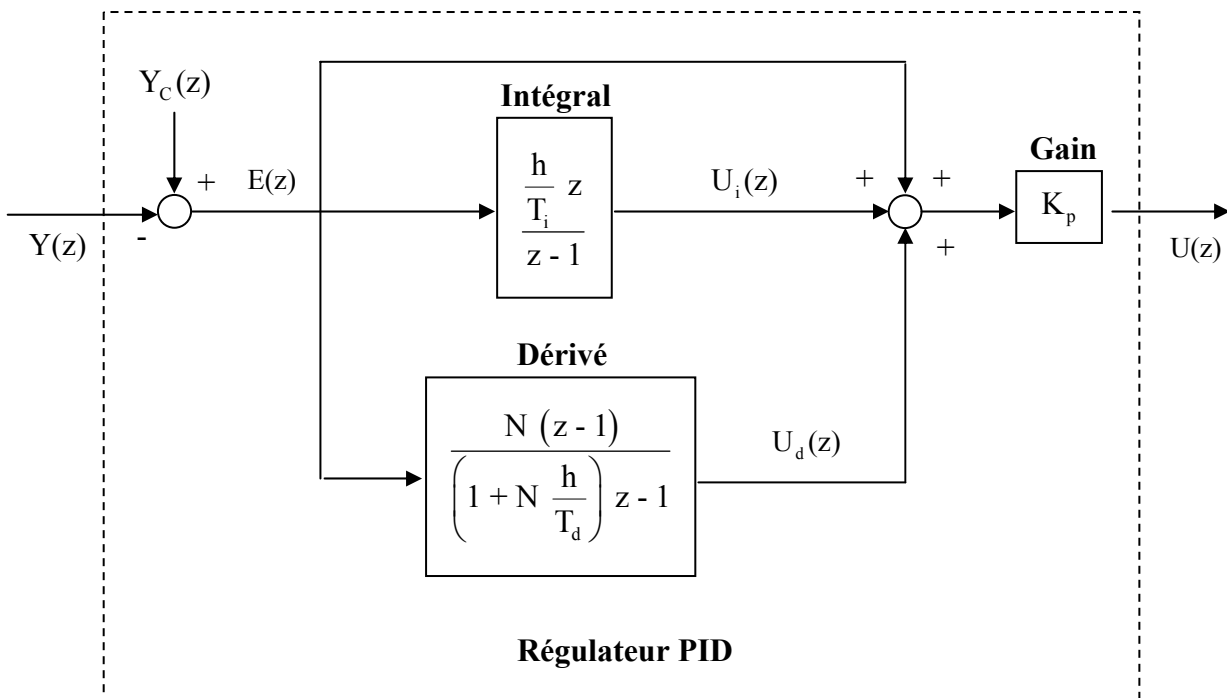 Y_C(z)
Intégral
Gain
+
E(z)
h
T_i
z
z - 1
U_i(z)
+
+
K_p
Y(z)
-
+
U(z)
Dérivé
N (z - 1)
(1 + N h/T_d) z - 1
U_d(z)
Régulateur PID